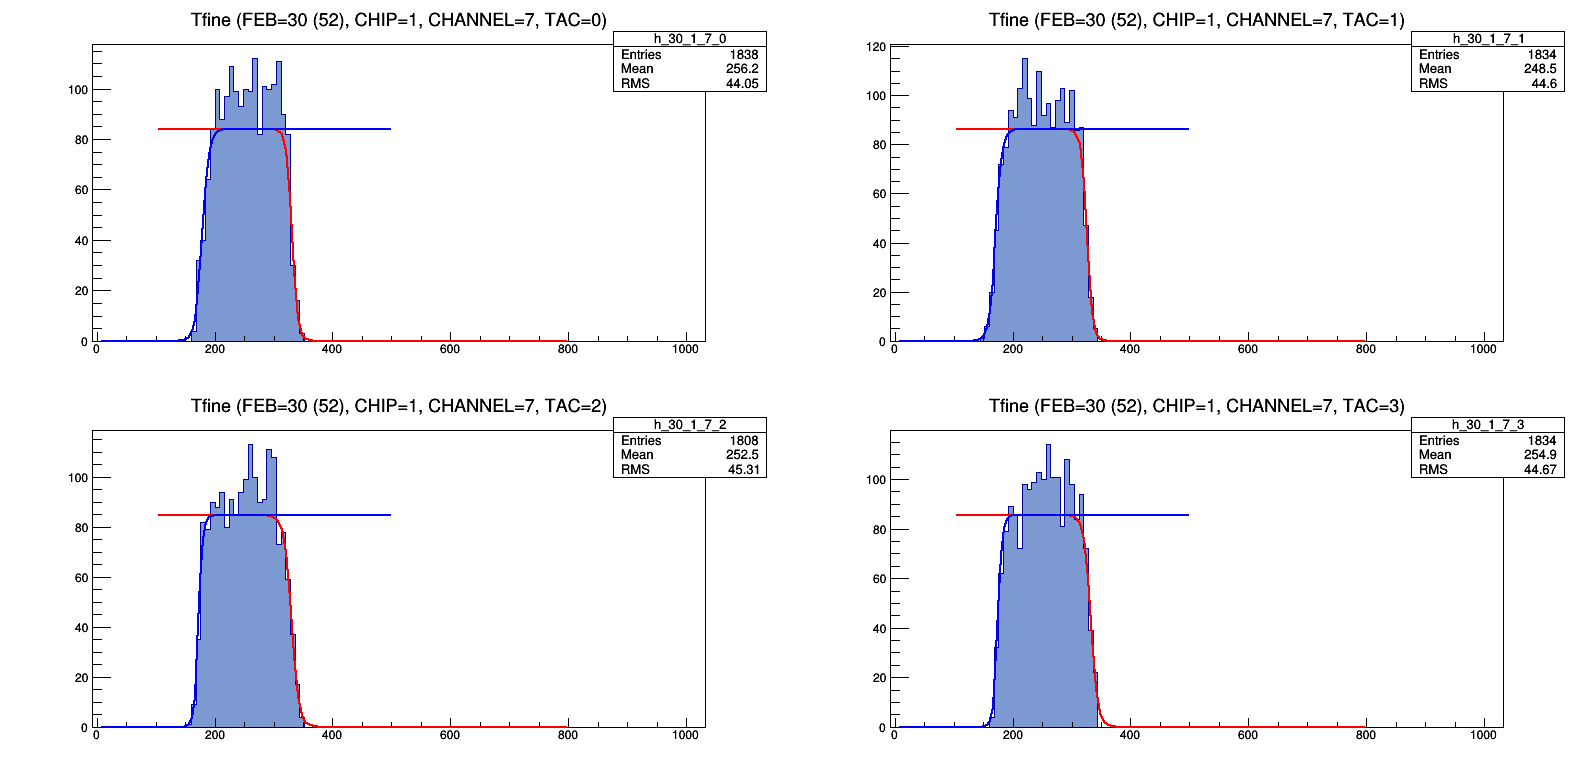 Tfine (FEB=30 (52), CHIP=1, CHANNEL=7, TAC=0)
h_30_1_7_0
Entries 1838
Mean 256.2
RMS 44.05
100
80
60
40
20
0
0 200 400 600 800 1000
Tfine (FEB=30 (52), CHIP=1, CHANNEL=7, TAC=1)
h_30_1_7_1
Entries 1834
Mean 248.5
RMS 44.6
120
100
80
60
40
20
0
0 200 400 600 800 1000
Tfine (FEB=30 (52), CHIP=1, CHANNEL=7, TAC=2)
h_30_1_7_2
Entries 1808
Mean 252.5
RMS 45.31
100
80
60
40
20
0
0 200 400 600 800 1000
Tfine (FEB=30 (52), CHIP=1, CHANNEL=7, TAC=3)
h_30_1_7_3
Entries 1834
Mean 254.9
RMS 44.67
100
80
60
40
20
0
0 200 400 600 800 1000